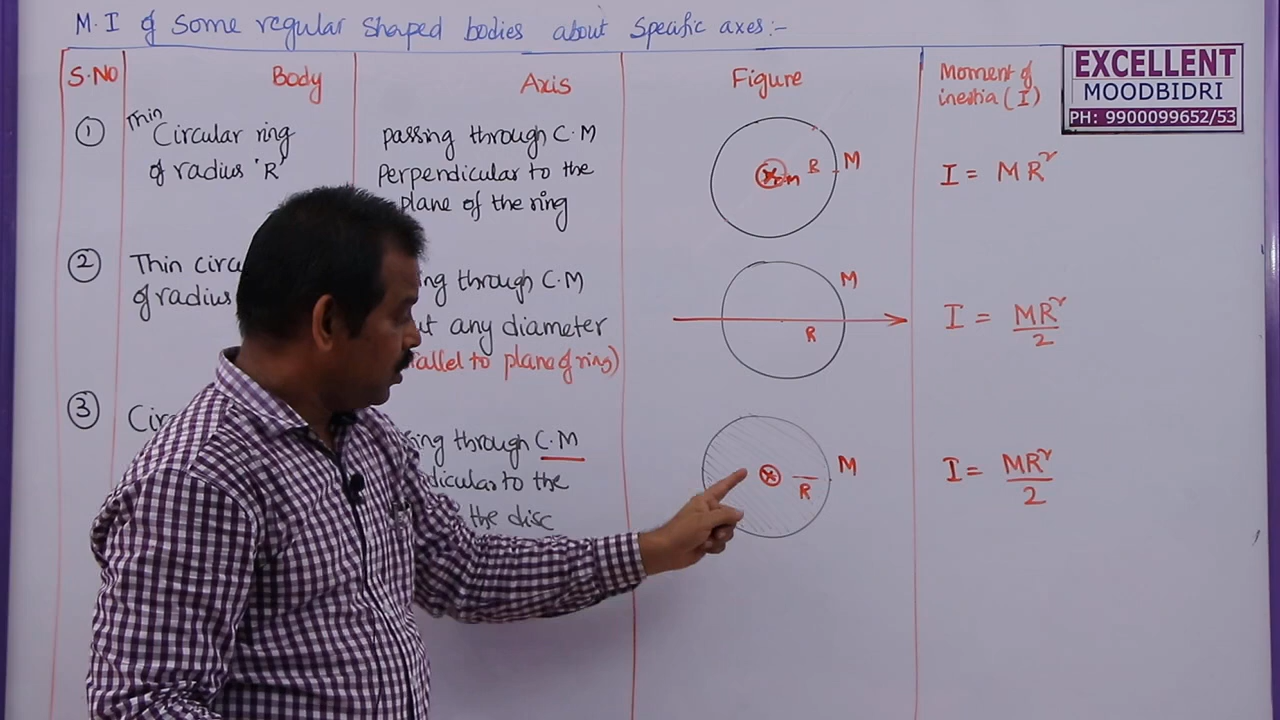 M.I of some regular shaped bodies about specific axes:-
S.No Body Axis Figure Moment of inertia (I)
EXCELLENT
MOODBIDRI
PH: 9900099652/53
① Thin Circular ring of radius 'R'
passing through C.M
perpendicular to the
plane of the ring
CM R M
I = MR²
② Thin
of radius
through C.M
any diameter
to plane of ring)
M
R
I = MR²/2
③
through C.M
to the
the disc
M
R
I = MR²/2